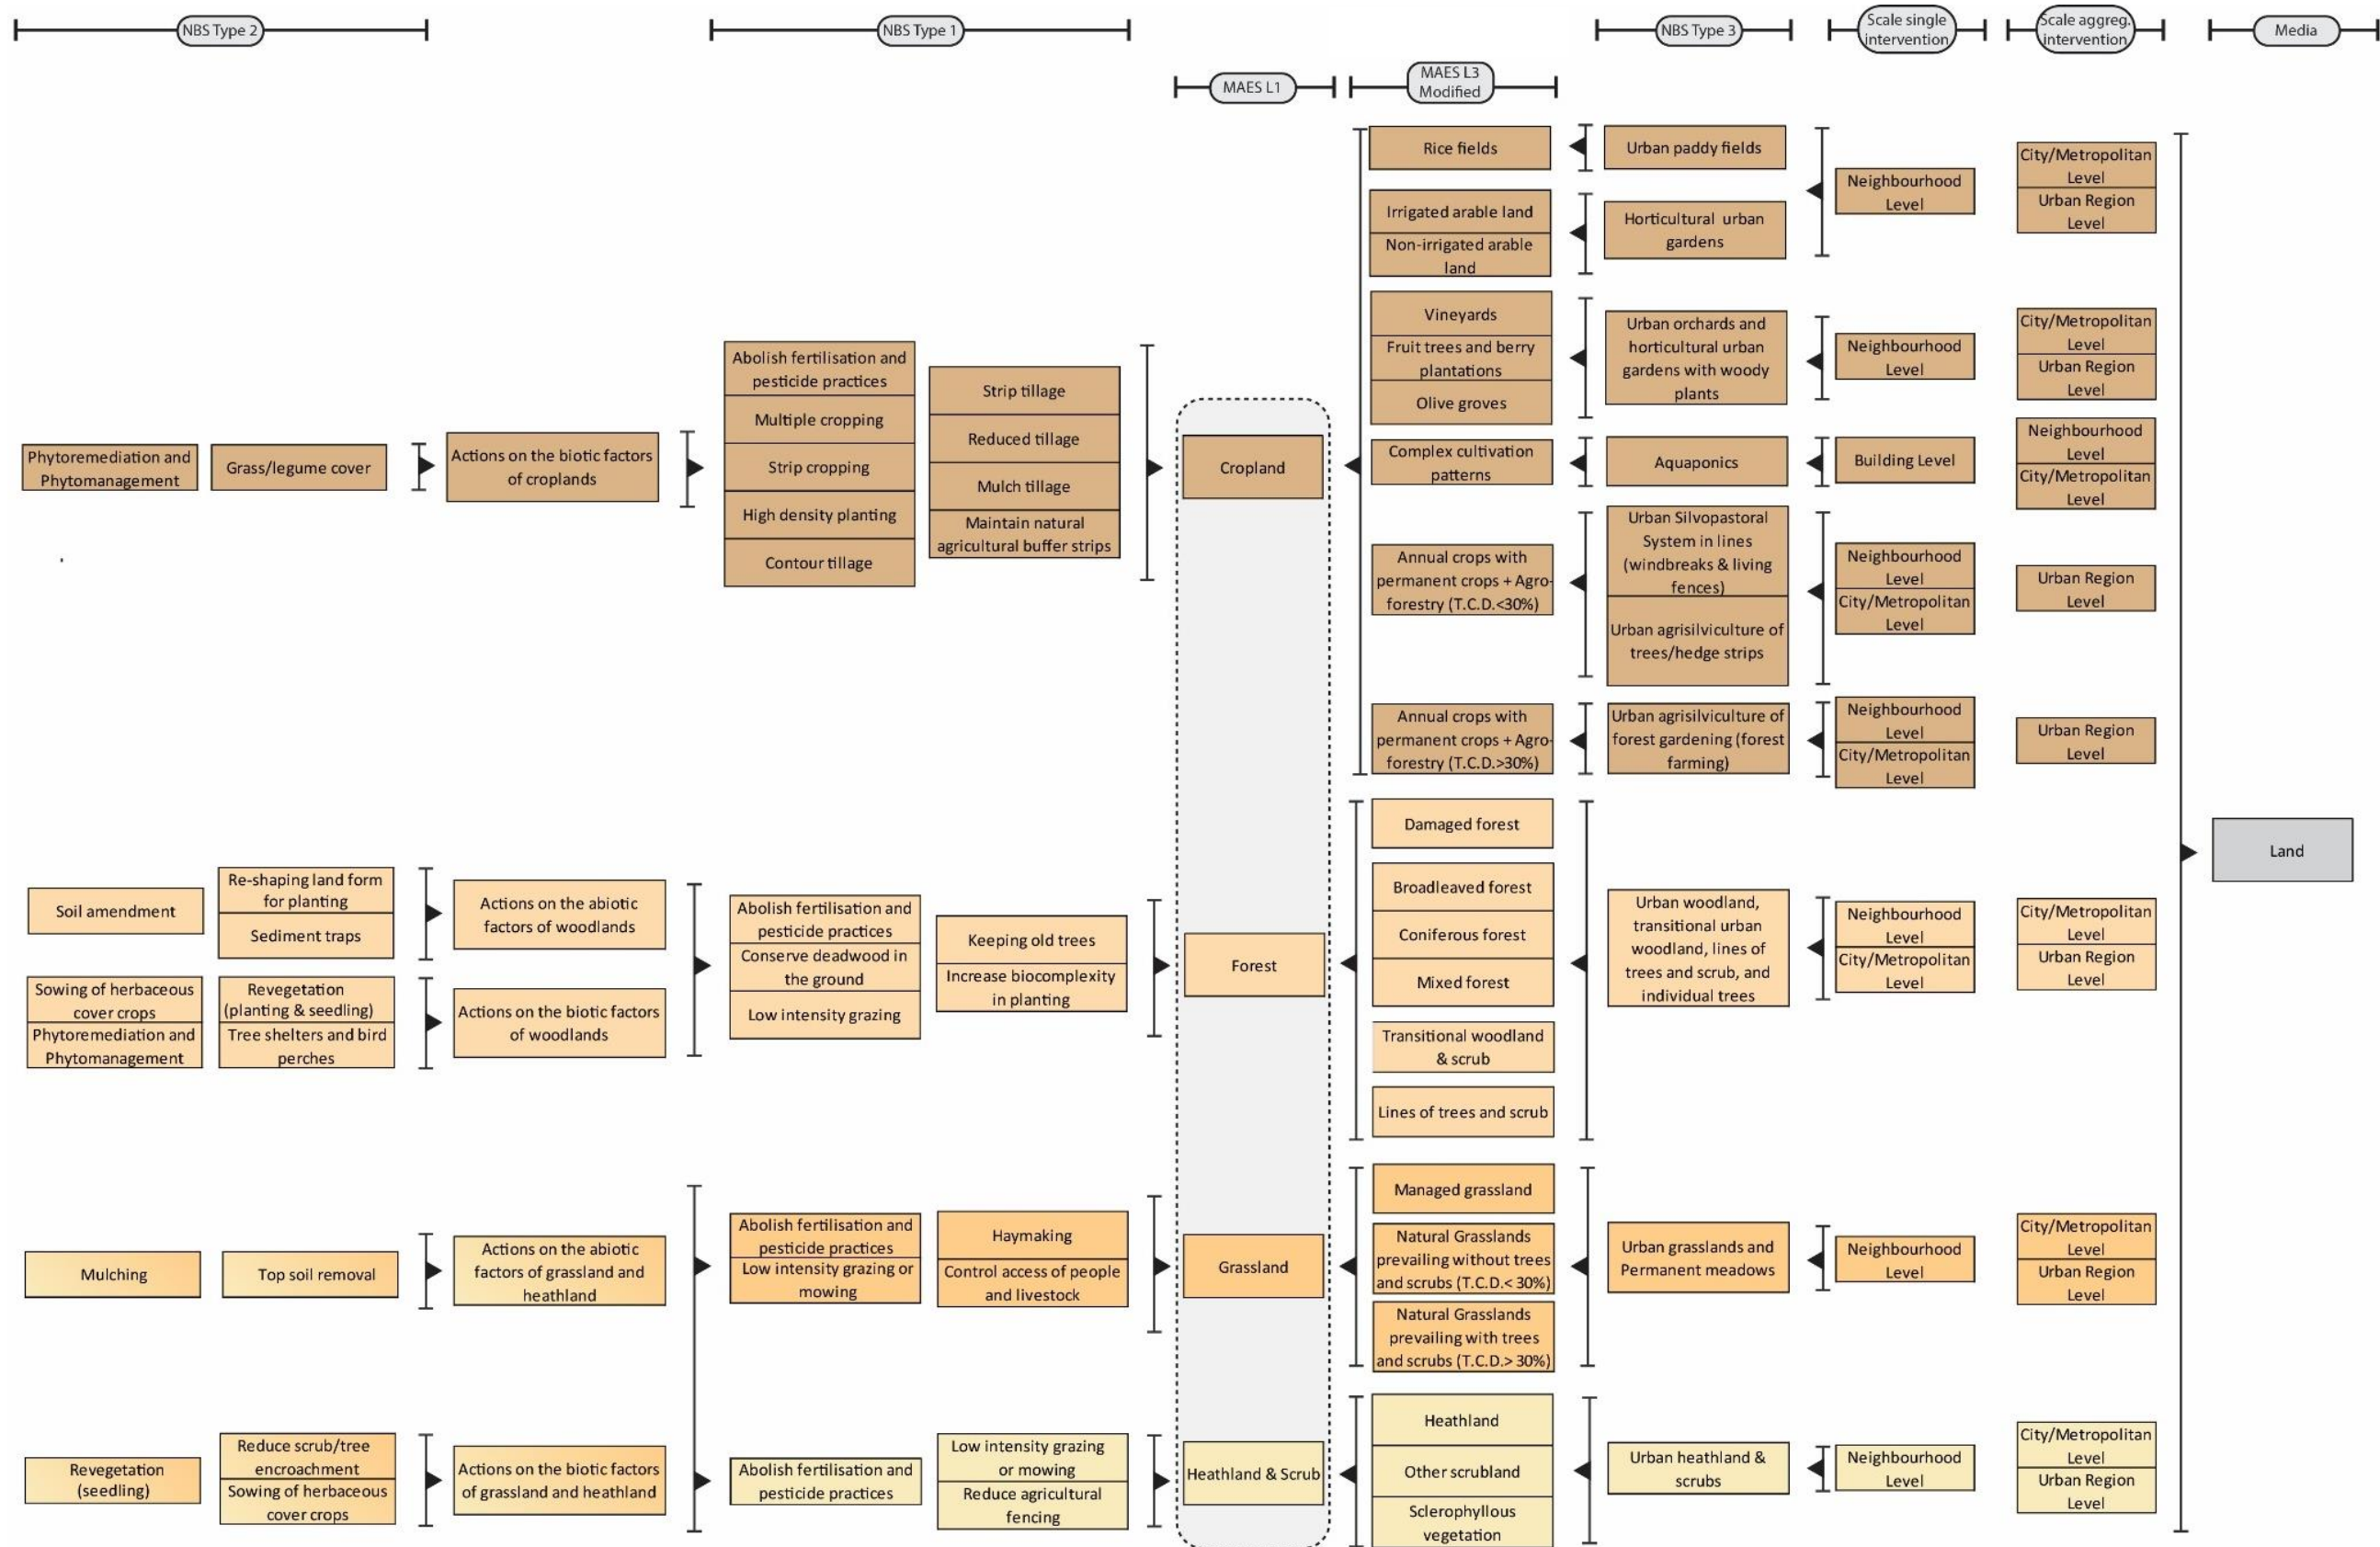 NBS Type 2
NBS Type 1
NBS Type 3
Scale single
intervention
Scale aggreg.
intervention
Media
MAES L1
MAES L3
Modified
Phytoremediation and
Phytomanagement
Grass/legume cover
Actions on the biotic factors
of croplands
Abolish fertilisation and
pesticide practices
Multiple cropping
Strip cropping
High density planting
Contour tillage
Strip tillage
Reduced tillage
Mulch tillage
Maintain natural
agricultural buffer strips
Cropland
Rice fields
Urban paddy fields
Irrigated arable land
Non-irrigated arable
land
Horticultural urban
gardens
Neighbourhood
Level
City/Metropolitan
Level
Urban Region
Level
Vineyards
Fruit trees and berry
plantations
Olive groves
Urban orchards and
horticultural urban
gardens with woody
plants
Neighbourhood
Level
City/Metropolitan
Level
Urban Region
Level
Complex cultivation
patterns
Aquaponics
Building Level
Neighbourhood
Level
City/Metropolitan
Level
Annual crops with
permanent crops + Agro-
forestry (T.C.D.<30%)
Urban Silvopastoral
System in lines
(windbreaks & living
fences)
Urban agrisilviculture of
trees/hedge strips
Neighbourhood
Level
City/Metropolitan
Level
Urban Region
Level
Annual crops with
permanent crops + Agro-
forestry (T.C.D.>30%)
Urban agrisilviculture of
forest gardening (forest
farming)
Neighbourhood
Level
City/Metropolitan
Level
Urban Region
Level
Land
Soil amendment
Re-shaping land form
for planting
Sediment traps
Actions on the abiotic
factors of woodlands
Sowing of herbaceous
cover crops
Phytoremediation and
Phytomanagement
Revegetation
(planting & seedling)
Tree shelters and bird
perches
Actions on the biotic factors
of woodlands
Abolish fertilisation and
pesticide practices
Conserve deadwood in
the ground
Low intensity grazing
Keeping old trees
Increase biocomplexity
in planting
Forest
Damaged forest
Broadleaved forest
Coniferous forest
Mixed forest
Transitional woodland
& scrub
Lines of trees and scrub
Urban woodland,
transitional urban
woodland, lines of
trees and scrub, and
individual trees
Neighbourhood
Level
City/Metropolitan
Level
City/Metropolitan
Level
Urban Region
Level
Mulching
Top soil removal
Actions on the abiotic
factors of grassland and
heathland
Abolish fertilisation and
pesticide practices
Low intensity grazing or
mowing
Haymaking
Control access of people
and livestock
Grassland
Managed grassland
Natural Grasslands
prevailing without trees
and scrubs (T.C.D.< 30%)
Natural Grasslands
prevailing with trees
and scrubs (T.C.D.> 30%)
Urban grasslands and
Permanent meadows
Neighbourhood
Level
City/Metropolitan
Level
Urban Region
Level
Revegetation
(seedling)
Reduce scrub/tree
encroachment
Sowing of herbaceous
cover crops
Actions on the biotic factors
of grassland and heathland
Abolish fertilisation and
pesticide practices
Low intensity grazing
or mowing
Reduce agricultural
fencing
Heathland & Scrub
Heathland
Other scrubland
Sclerophyllous
vegetation
Urban heathland &
scrubs
Neighbourhood
Level
City/Metropolitan
Level
Urban Region
Level